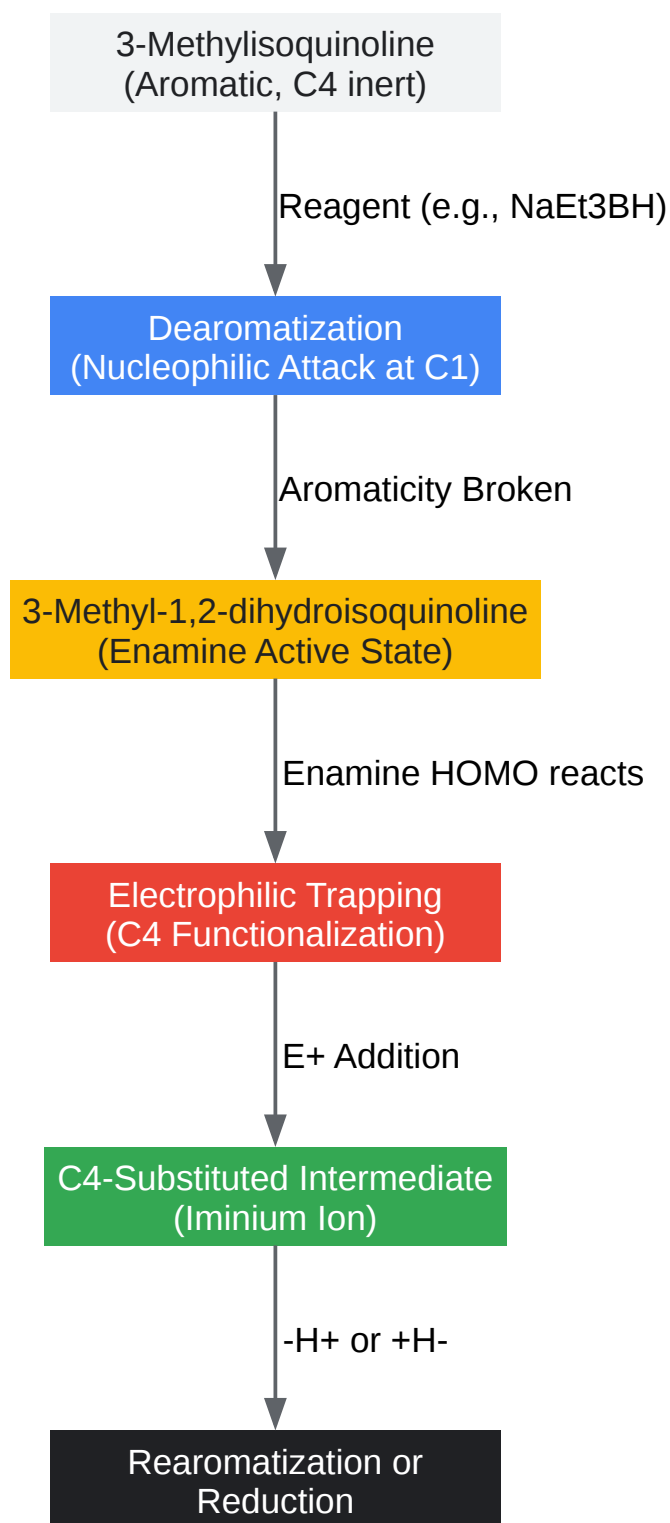 3-Methylisoquinoline
(Aromatic, C4 inert)
Reagent (e.g., NaEt3BH)
Dearomatization
(Nucleophilic Attack at C1)
Aromaticity Broken
3-Methyl-1,2-dihydroisoquinoline
(Enamine Active State)
Enamine HOMO reacts
Electrophilic Trapping
(C4 Functionalization)
E+ Addition
C4-Substituted Intermediate
(Iminium Ion)
-H+ or +H-
Rearomatization or
Reduction